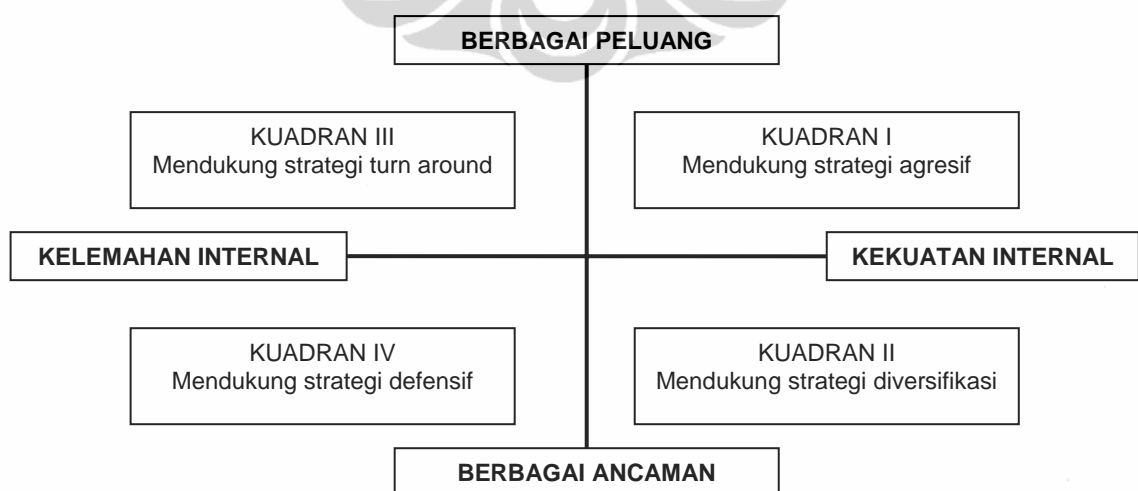 BERBAGAI PELUANG
KUADRAN III
Mendukung strategi turn around
KUADRAN I
Mendukung strategi agresif
KELEMAHAN INTERNAL
KEKUATAN INTERNAL
KUADRAN IV
Mendukung strategi defensif
KUADRAN II
Mendukung strategi diversifikasi
BERBAGAI ANCAMAN